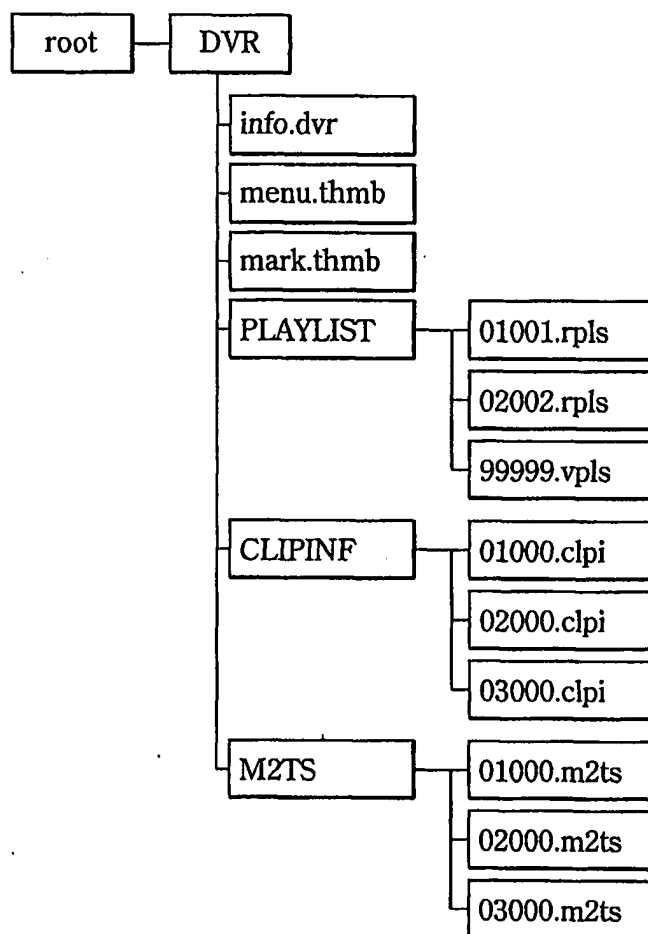 root
DVR
info.dvr
menu.thmb
mark.thmb
PLAYLIST
01001.rpls
02002.rpls
99999.vpls
CLIPINF
01000.clpi
02000.clpi
03000.clpi
M2TS
01000.m2ts
02000.m2ts
03000.m2ts